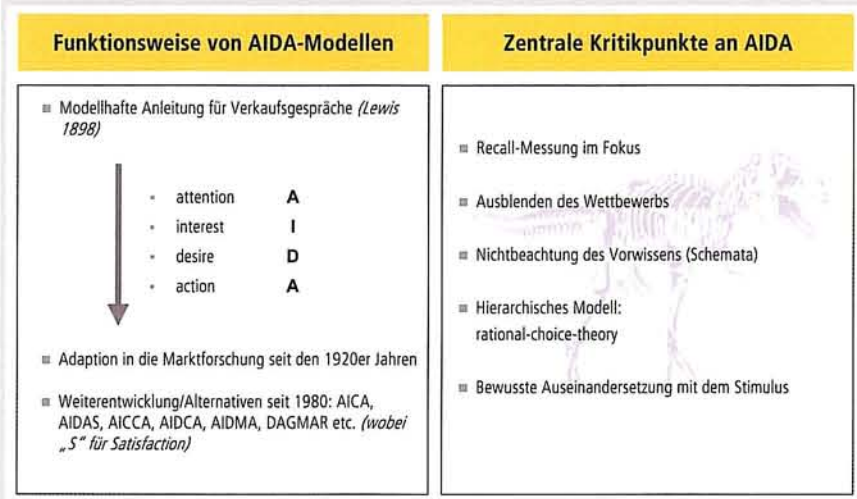 Funktionsweise von AIDA-Modellen
Modellhafte Anleitung für Verkaufsgespräche (Lewis
1898)
attention A
interest I
desire D
action A
Adaption in die Marktforschung seit den 1920er Jahren
Weiterentwicklung/Alternativen seit 1980: AICA,
AIDAS, AICCA, AIDCA, AIDMA, DAGMAR etc. (wobei
„S“ für Satisfaction)
Zentrale Kritikpunkte an AIDA
Recall-Messung im Fokus
Ausblenden des Wettbewerbs
Nichtbeachtung des Vorwissens (Schemata)
Hierarchisches Modell:
rational-choice-theory
Bewusste Auseinandersetzung mit dem Stimulus